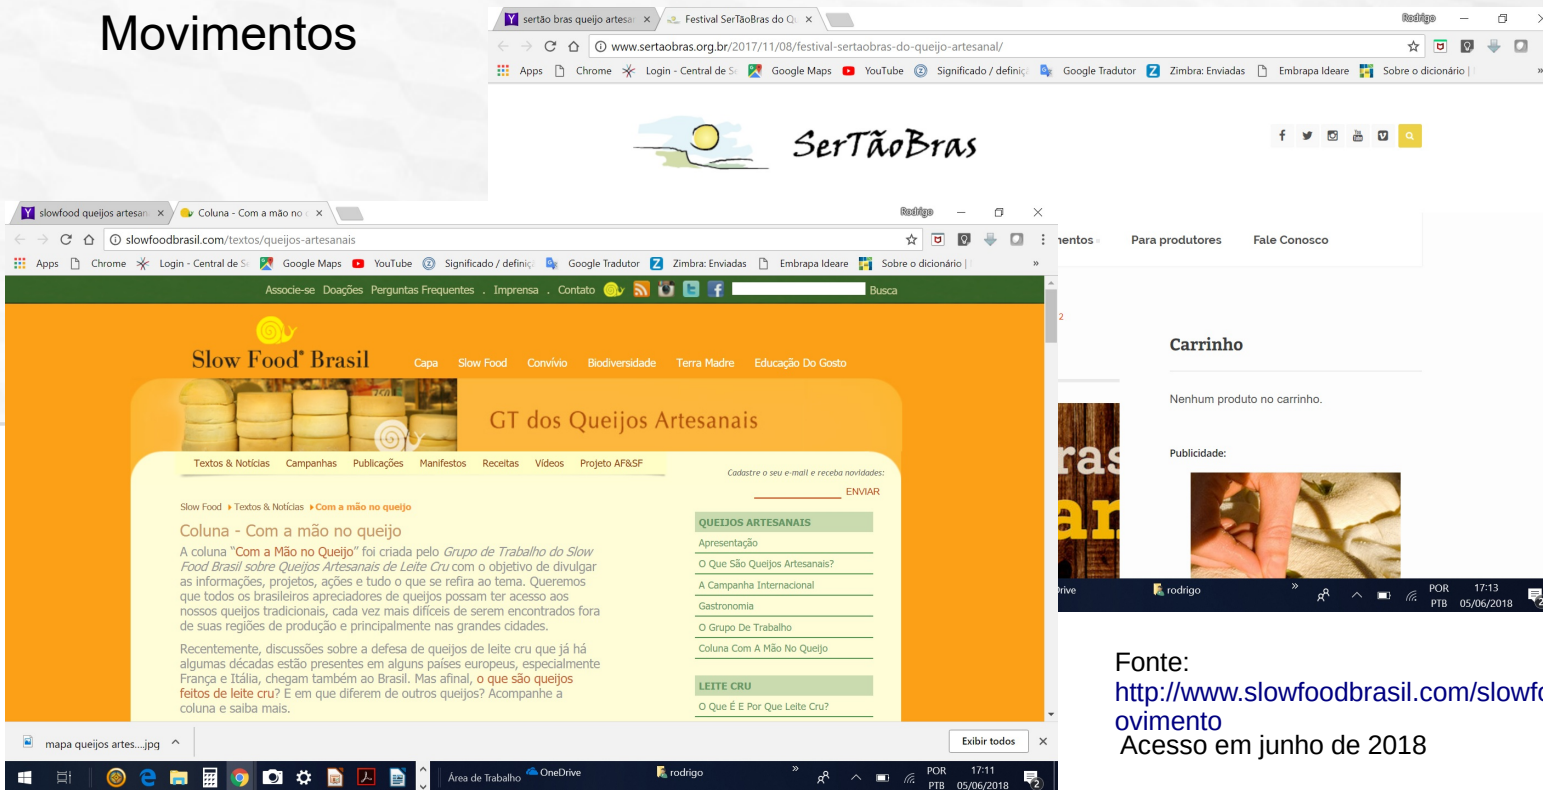 Movimentos
sertão bras queijo artesa
Festival SerTãoBras do Q
Rodrigo
www.sertaobras.org.br/2017/11/08/festival-sertaobras-do-queijo-artesanal/
Apps Chrome Login - Central de Se Google Maps YouTube Significado / definiç Google Tradutor Zimbra: Enviadas Embrapa Ideare Sobre o dicionário |
SerTãoBras
mentos Para produtores Fale Conosco
2
Carrinho
Nenhum produto no carrinho.
Publicidade:
ras
an
rive rodrigo POR 17:13
PTB 05/06/2018
2
slowfood queijos artesan
Coluna - Com a mão no
Rodrigo
slowfoodbrasil.com/textos/queijos-artesanais
Apps Chrome Login - Central de Se Google Maps YouTube Significado / definiç Google Tradutor Zimbra: Enviadas Embrapa Ideare Sobre o dicionário |
Associe-se Doações Perguntas Frequentes . Imprensa . Contato Busca
Slow Food® Brasil
Capa Slow Food Convívio Biodiversidade Terra Madre Educação Do Gosto
GT dos Queijos Artesanais
Textos & Notícias Campanhas Publicações Manifestos Receitas Vídeos Projeto AF&SF
Cadastre o seu e-mail e receba novidades:
ENVIAR
Slow Food Textos & Notícias Com a mão no queijo
Coluna - Com a mão no queijo
A coluna "Com a Mão no Queijo" foi criada pelo Grupo de Trabalho do Slow
Food Brasil sobre Queijos Artesanais de Leite Cru com o objetivo de divulgar
as informações, projetos, ações e tudo o que se refira ao tema. Queremos
que todos os brasileiros apreciadores de queijos possam ter acesso aos
nossos queijos tradicionais, cada vez mais difíceis de serem encontrados fora
de suas regiões de produção e principalmente nas grandes cidades.
Recentemente, discussões sobre a defesa de queijos de leite cru que já há
algumas décadas estão presentes em alguns países europeus, especialmente
França e Itália, chegam também ao Brasil. Mas afinal, o que são queijos
feitos de leite cru? E em que diferem de outros queijos? Acompanhe a
coluna e saiba mais.
QUEIJOS ARTESANAIS
Apresentação
O Que São Queijos Artesanais?
A Campanha Internacional
Gastronomia
O Grupo De Trabalho
Coluna Com A Mão No Queijo
LEITE CRU
O Que É E Por Que Leite Cru?
mapa queijos artes....jpg
Exibir todos
Área de Trabalho OneDrive rodrigo POR 17:11
PTB 05/06/2018
2
Fonte:
http://www.slowfoodbrasil.com/slowfo
ovimento
Acesso em junho de 2018